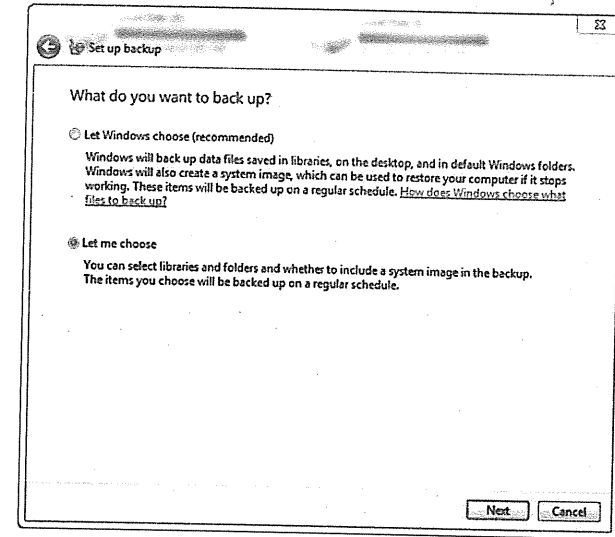 Set up backup
What do you want to back up?
Let Windows choose (recommended)
Windows will back up data files saved in libraries, on the desktop, and in default Windows folders.
Windows will also create a system image, which can be used to restore your computer if it stops
working. These items will be backed up on a regular schedule. How does Windows choose what
files to back up?
Let me choose
You can select libraries and folders and whether to include a system image in the backup.
The items you choose will be backed up on a regular schedule.
Next Cancel